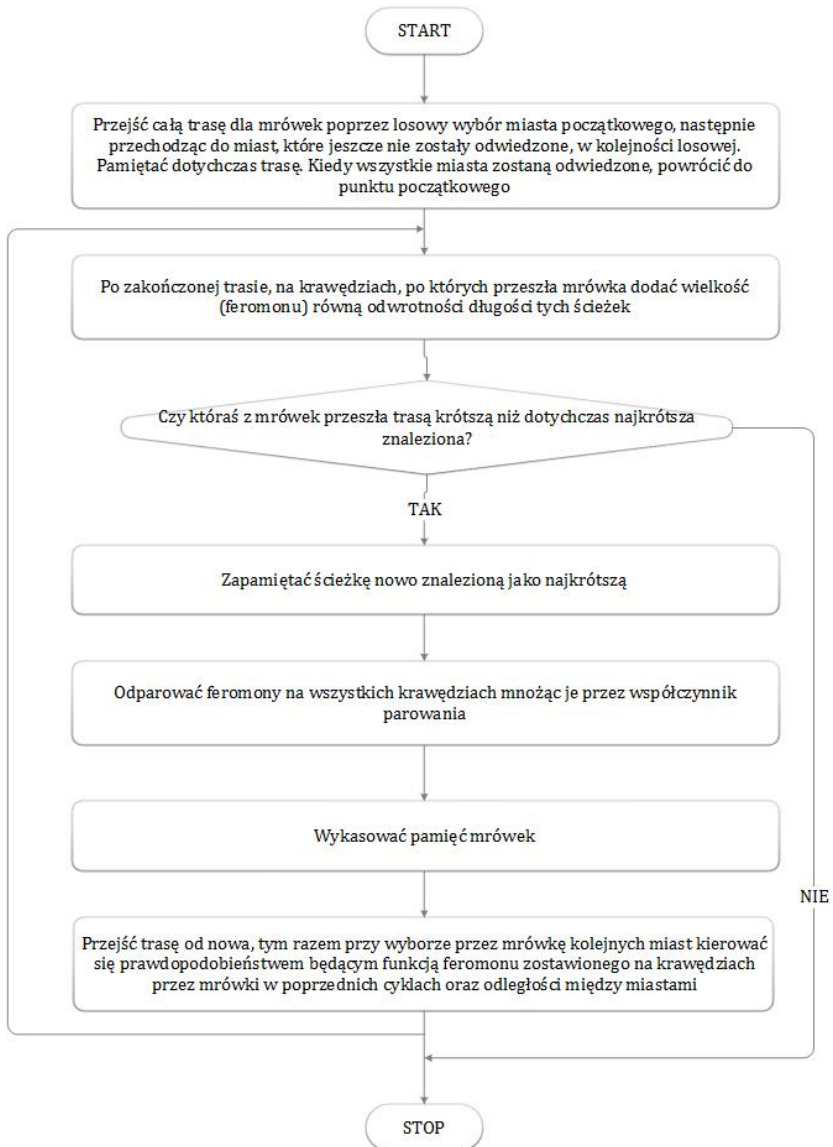 START
Przejść całą trasę dla mrówek poprzez losowy wybór miasta początkowego, następnie
przechodząc do miast, które jeszcze nie zostały odwiedzone, w kolejności losowej.
Pamiętać dotychczas trasę. Kiedy wszystkie miasta zostaną odwiedzone, powrócić do
punktu początkowego
Po zakończonej trasie, na krawędziach, po których przeszła mrówka dodać wielkość
(feromonu) równą odwrotności długości tych ścieżek
Czy któraś z mrówek przeszła trasą krótszą niż dotychczas najkrótsza
znaleziona?
TAK
Zapamiętać ścieżkę nowo znalezioną jako najkrótszą
Odparować feromony na wszystkich krawędziach mnożąc je przez współczynnik
parowania
Wykasować pamięć mrówek
NIE
Przejść trasę od nowa, tym razem przy wyborze przez mrówkę kolejnych miast kierować
się prawdopodobieństwem będącym funkcją feromonu zostawionego na krawędziach
przez mrówki w poprzednich cyklach oraz odległości między miastami
STOP